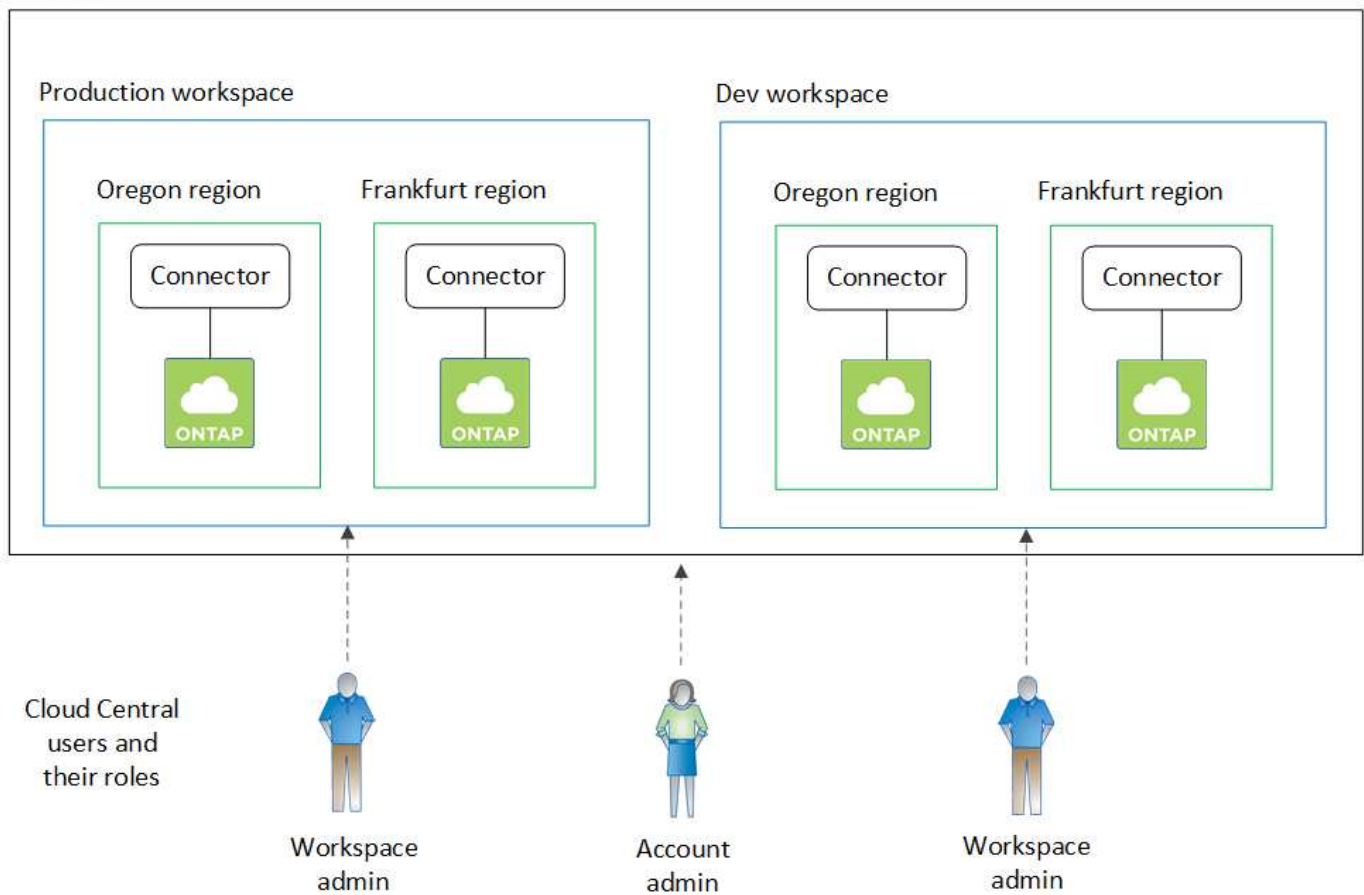 Production workspace
Dev workspace
Oregon region
Frankfurt region
Oregon region
Frankfurt region
Connector
Connector
Connector
Connector
ONTAP
ONTAP
ONTAP
ONTAP
Cloud Central
users and
their roles
Workspace
admin
Account
admin
Workspace
admin